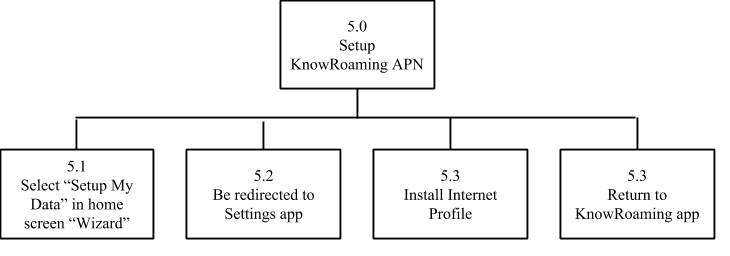 5.0
Setup
KnowRoaming APN
5.1
Select “Setup My
Data” in home
screen “Wizard”
5.2
Be redirected to
Settings app
5.3
Install Internet
Profile
5.3
Return to
KnowRoaming app